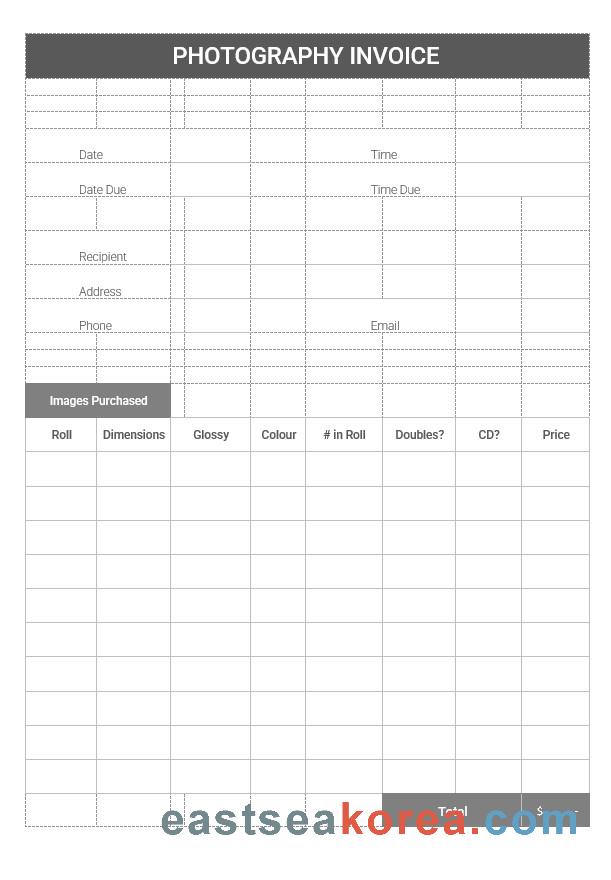 PHOTOGRAPHY INVOICE
Date Time
Date Due Time Due
Recipient
Address
Phone Email
Images Purchased
Roll Dimensions Glossy Colour # in Roll Doubles? CD? Price
Total $ -
eastseakorea.com